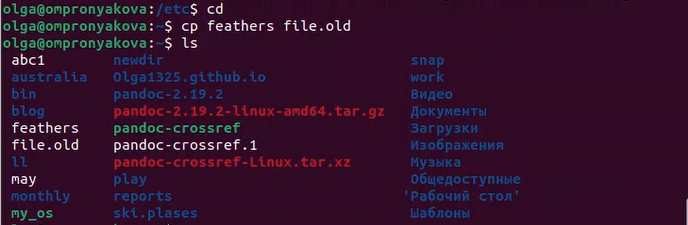 olga@ompronyakova:/etc$ cd
olga@ompronyakova:~$ cp feathers file.old
olga@ompronyakova:~$ ls
abc1 newdir snap
australia Olga1325.github.io work
bin pandoc-2.19.2 Видео
blog pandoc-2.19.2-linux-amd64.tar.gz Документы
feathers pandoc-crossref Загрузки
file.old pandoc-crossref.1 Изображения
ll pandoc-crossref-Linux.tar.xz Музыка
may play Общедоступные
monthly reports 'Рабочий стол'
my_os ski.plases Шаблоны